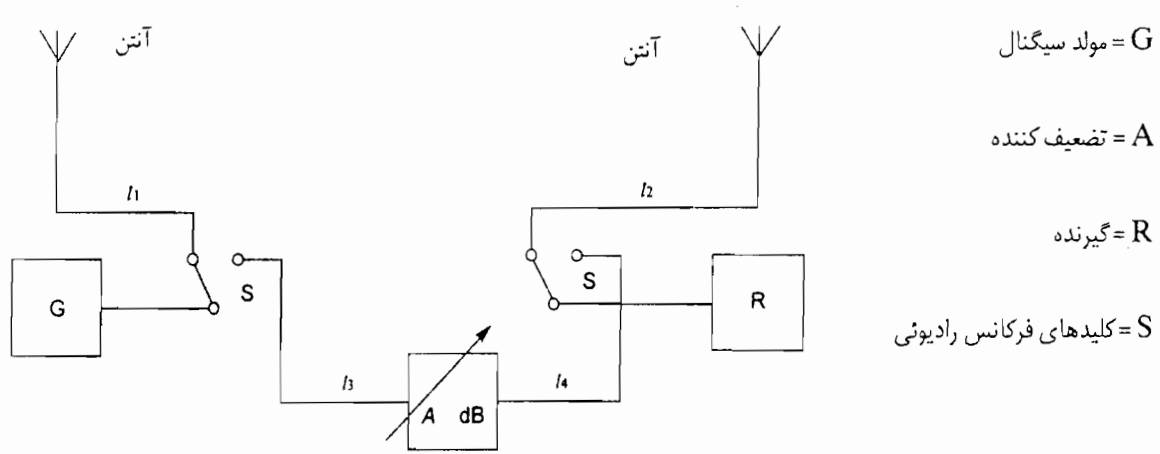 آنتن
آنتن
G = مولد سیگنال
A = تضعیف کننده
R = گیرنده
S = کلیدهای فرکانس رادیوئی
l1
l2
S
S
G
R
l3
l4
A dB